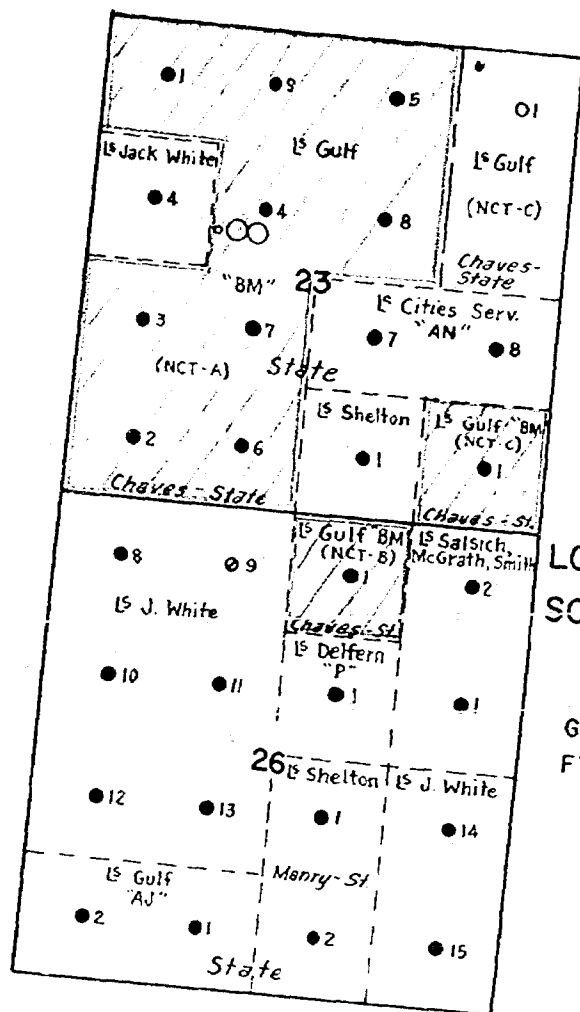 1 9 5
Ls Gulf
1
Ls Gulf
(NCT-C)
Chaves-
State
Ls Jack White
4
4 8
"BM"
23
Ls Cities Serv.
"AN"
3 7
7 8
(NCT-A)
State
Ls Shelton
1
Ls Gulf "BM"
(NCT-C)
1
2 6
Chaves-State
Chaves-St.
Ls Gulf BM
(NCT-B)
1
Chaves-St.
Ls Salsich,
McGrath, Smith
2
LO
SC
8 9
Ls J. White
Ls Delfern
"P"
1
1
10 11
G
F
26
Ls Shelton
Ls J. White
12 13
1 14
Ls Gulf
"AJ"
Manry-St.
2 1
2 15
State